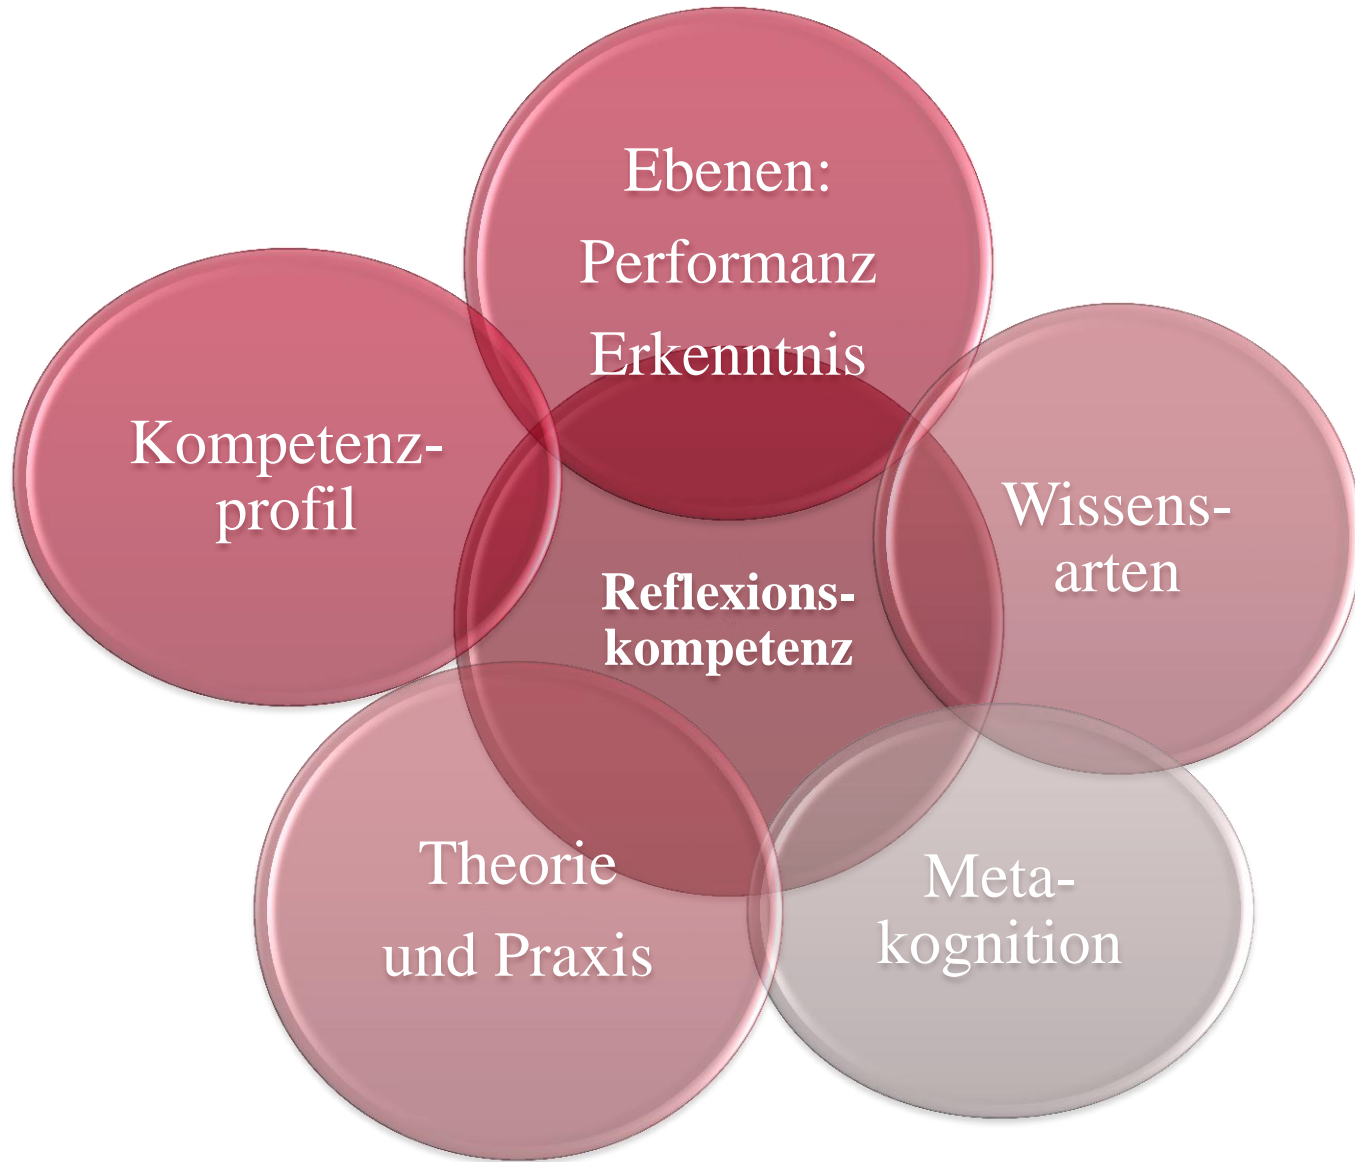 Ebenen:
Performanz
Erkenntnis
Kompetenz-
profil
Wissens-
arten
Reflexions-
kompetenz
Theorie
und Praxis
Meta-
kognition